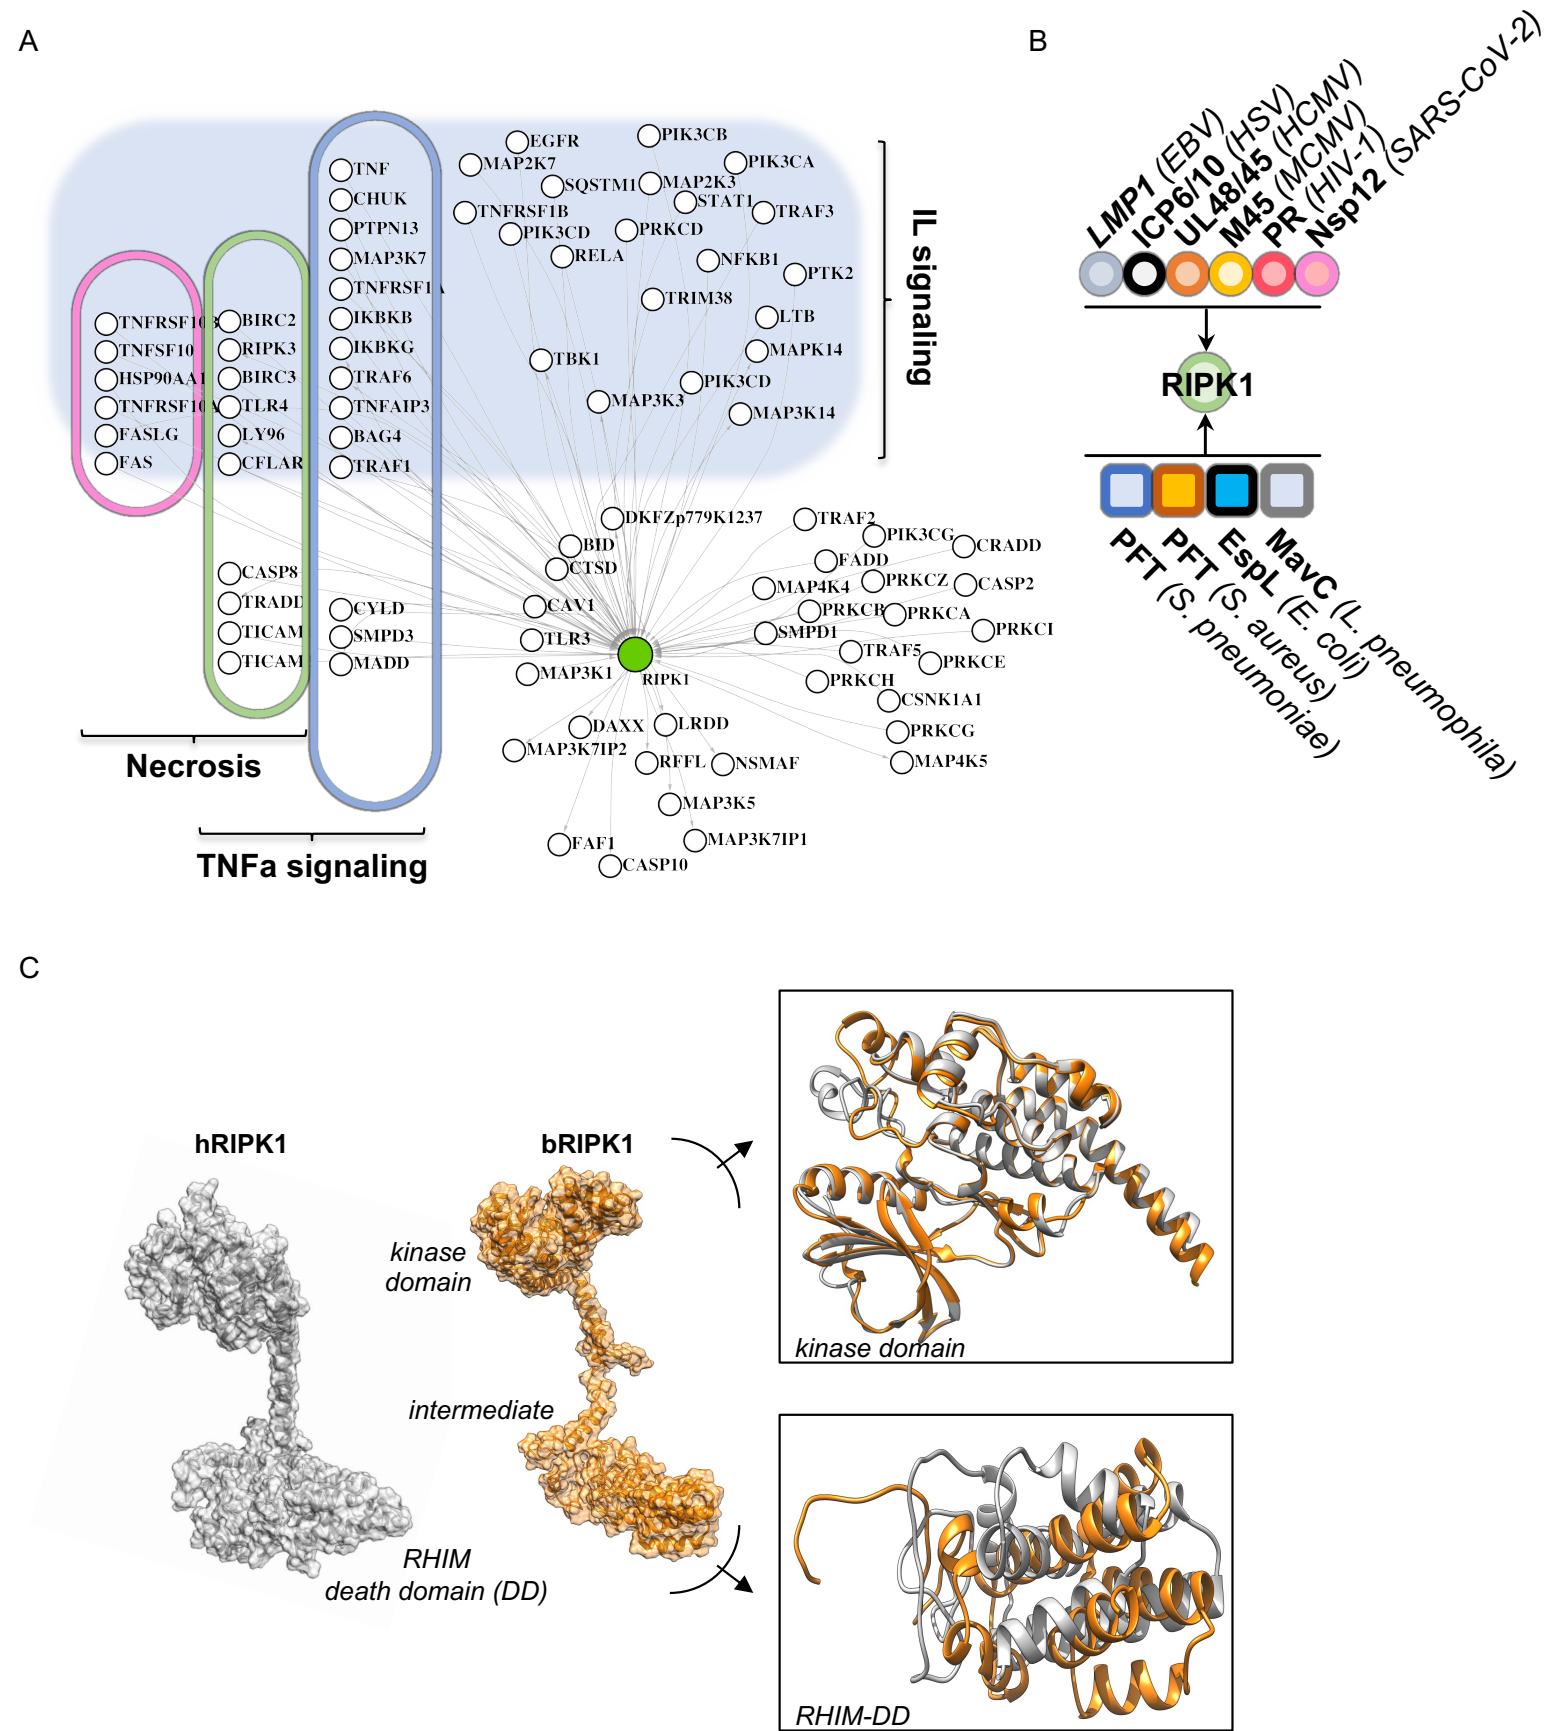 A
B
EGFR
MAP2K7
SQSTM1
TNFRSF1B
PIK3CD
RELA
PIK3CB
PIK3CA
MAP2K3
STAT1
TRAF3
PRKCD
NFKB1
PTK2
TRIM38
LTB
MAPK14
TBK1
PIK3CD
MAP3K3
MAP3K14
IL signaling
TNF
CHUK
PTPN13
MAP3K7
TNFRSF1A
IKBKB
IKBKG
TRAF6
TNFAIP3
BAG4
TRAF1
CYLD
SMPD3
MADD
BIRC2
RIPK3
BIRC3
TLR4
LY96
CFLAR
CASP8
TRADD
TICAM
TICAM
TNFRSF10B
TNFSF10
HSP90AA1
TNFRSF10A
FASLG
FAS
Necrosis
TNFa signaling
DKFZp779K1237
BID
CTSD
CAV1
TLR3
MAP3K1
RIPK1
DAXX
LRDD
MAP3K7IP2
RFFL
NSMAF
MAP3K5
FAF1
MAP3K7IP1
CASP10
TRAF2
PIK3CG
CRADD
FADD
MAP4K4
PRKCZ
CASP2
PRKCB
PRKCA
SMPD1
PRKCI
TRAF5
PRKCE
PRKCH
CSNK1A1
PRKCG
MAP4K5
LMP1 (EBV)
ICP6/10 (HSV)
UL48/45 (HCMV)
M45 (MCMV)
PR (HIV-1)
Nsp12 (SARS-CoV-2)
RIPK1
PFT (S. pneumoniae)
PFT (S. aureus)
EspL (E. coli)
MavC (L. pneumophila)
C
hRIPK1
bRIPK1
kinase
domain
intermediate
RHIM
death domain (DD)
kinase domain
RHIM-DD